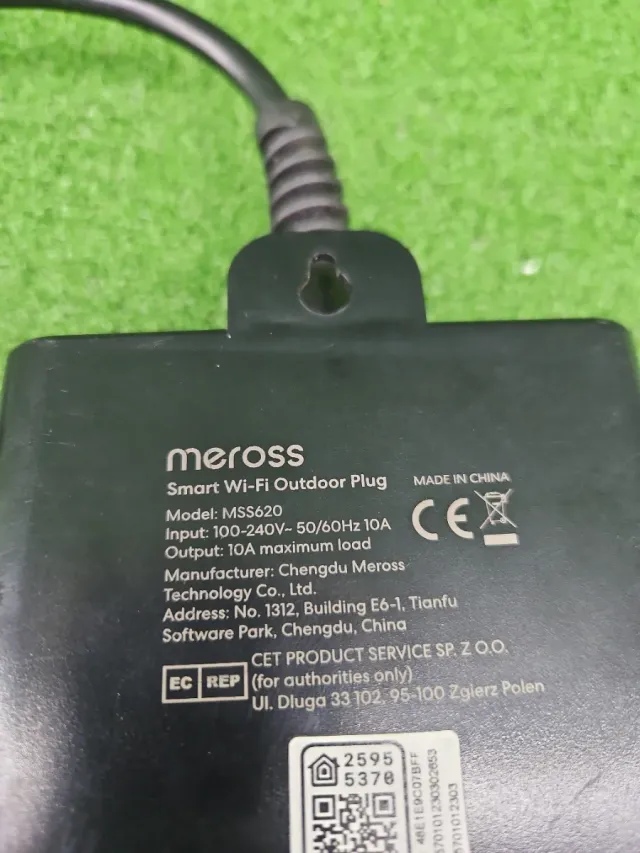 meross
Smart Wi-Fi Outdoor Plug
MADE IN CHINA
Model: MSS620
Input: 100-240V~ 50/60Hz 10A
Output: 10A maximum load
CE
Manufacturer: Chengdu Meross
Technology Co., Ltd.
Address: No. 1312, Building E6-1, Tianfu
Software Park, Chengdu, China
EC REP
CET PRODUCT SERVICE SP. Z O.O.
(for authorities only)
Ul. Dluga 33 102, 95-100 Zgierz Polen
2595
5370
48E1E9C07BFF